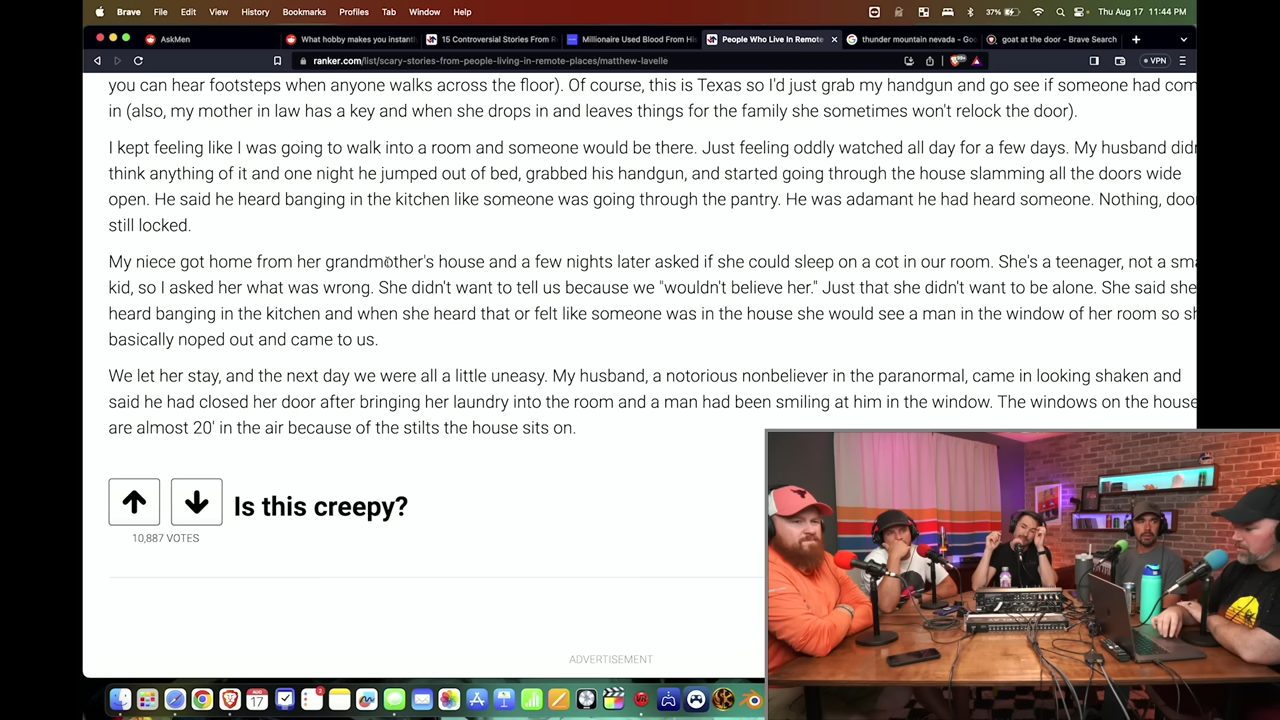 Brave File Edit View History Bookmarks Profiles Tab Window Help 37% Thu Aug 17 11:44 PM
AskMen What hobby makes you instant 15 Controversial Stories From R Millionaire Used Blood From His People Who Live In Remote thunder mountain nevada - Goo goat at the door - Brave Search
ranker.com/list/scary-stories-from-people-living-in-remote-places/matthew-lavelle VPN
you can hear footsteps when anyone walks across the floor). Of course, this is Texas so I'd just grab my handgun and go see if someone had com
in (also, my mother in law has a key and when she drops in and leaves things for the family she sometimes won't relock the door).
I kept feeling like I was going to walk into a room and someone would be there. Just feeling oddly watched all day for a few days. My husband didn
think anything of it and one night he jumped out of bed, grabbed his handgun, and started going through the house slamming all the doors wide
open. He said he heard banging in the kitchen like someone was going through the pantry. He was adamant he had heard someone. Nothing, doo
still locked.
My niece got home from her grandmother's house and a few nights later asked if she could sleep on a cot in our room. She's a teenager, not a sma
kid, so I asked her what was wrong. She didn't want to tell us because we "wouldn't believe her." Just that she didn't want to be alone. She said she
heard banging in the kitchen and when she heard that or felt like someone was in the house she would see a man in the window of her room so sh
basically noped out and came to us.
We let her stay, and the next day we were all a little uneasy. My husband, a notorious nonbeliever in the paranormal, came in looking shaken and
said he had closed her door after bringing her laundry into the room and a man had been smiling at him in the window. The windows on the house
are almost 20' in the air because of the stilts the house sits on.
Is this creepy?
10,887 VOTES
ADVERTISEMENT